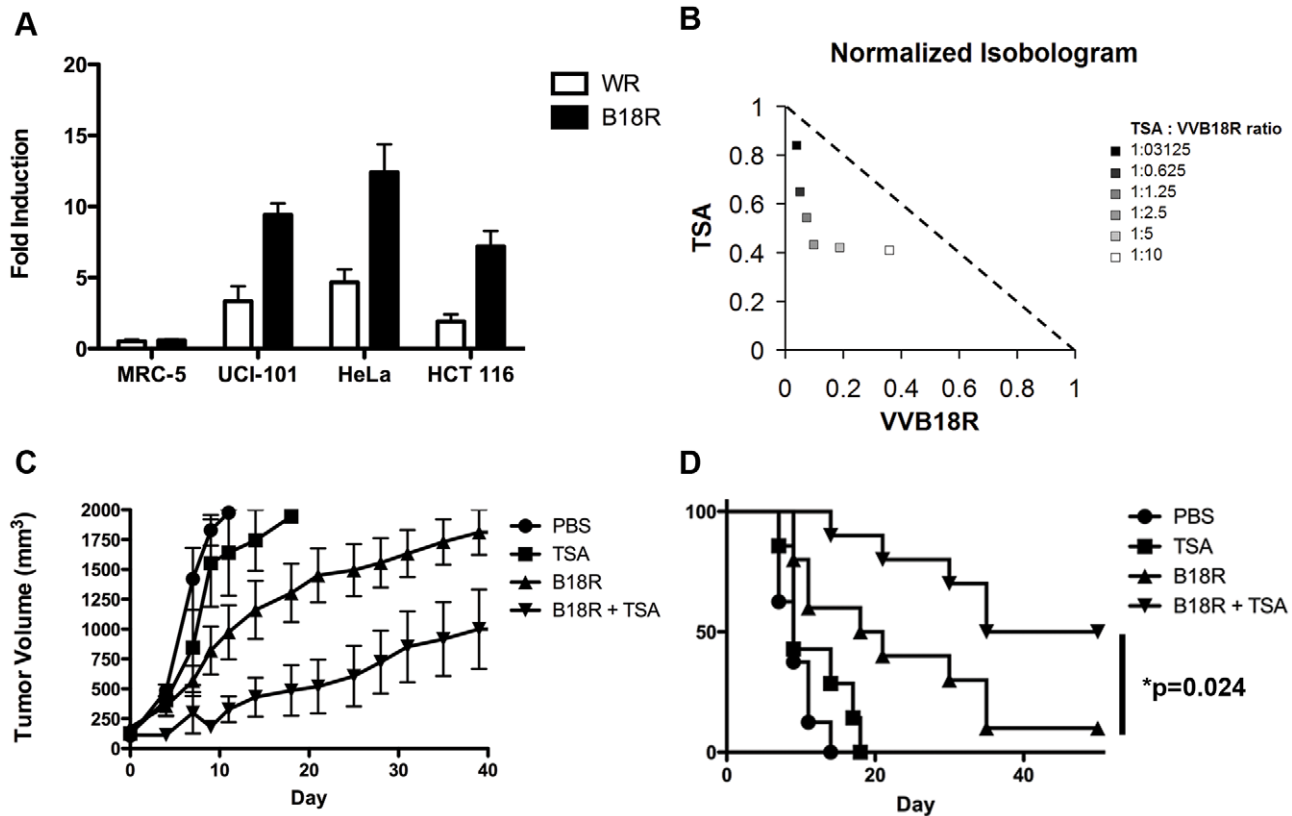 A
20
15
10
5
0
Fold Induction
MRC-5 UCI-101 HeLa HCT 116
WR
B18R
B
Normalized Isobologram
1
0.8
0.6
0.4
0.2
0
TSA
0 0.2 0.4 0.6 0.8 1
VVB18R
TSA : VVB18R ratio
1:03125
1:0.625
1:1.25
1:2.5
1:5
1:10
C
2000
1750
1500
1250
1000
750
500
250
0
Tumor Volume (mm³)
0 10 20 30 40
Day
PBS
TSA
B18R
B18R + TSA
D
100
50
0
0 20 40
Day
PBS
TSA
B18R
B18R + TSA
*p=0.024